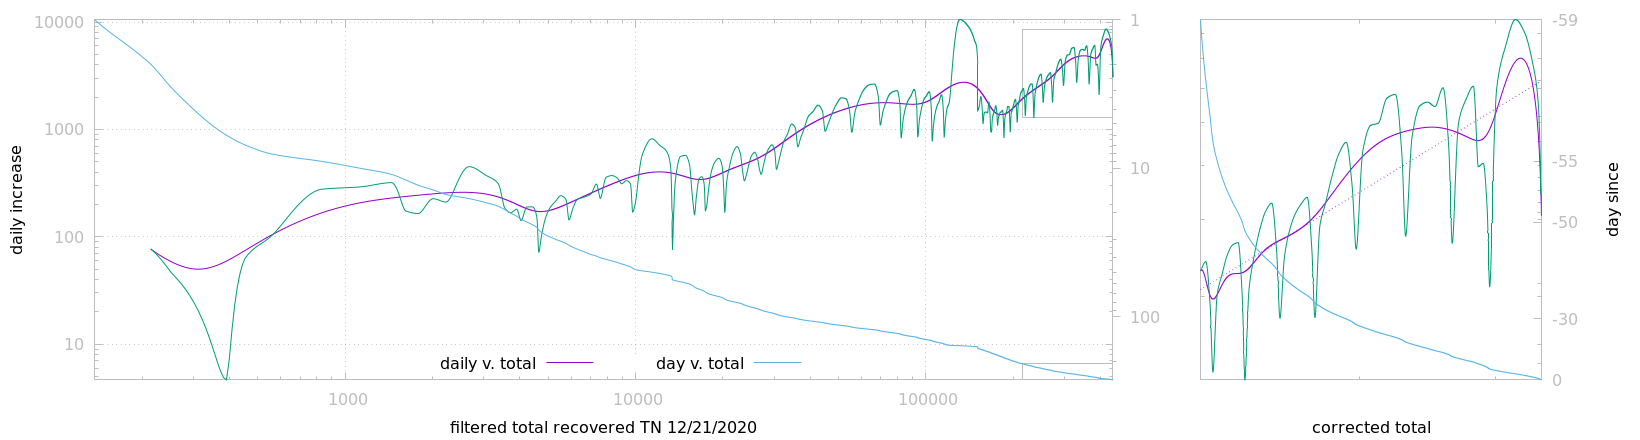 10000
1000
100
10
daily increase
1000
10000
100000
1
10
100
daily v. total
day v. total
filtered total recovered TN 12/21/2020
-59
-55
-50
-30
0
day since
corrected total